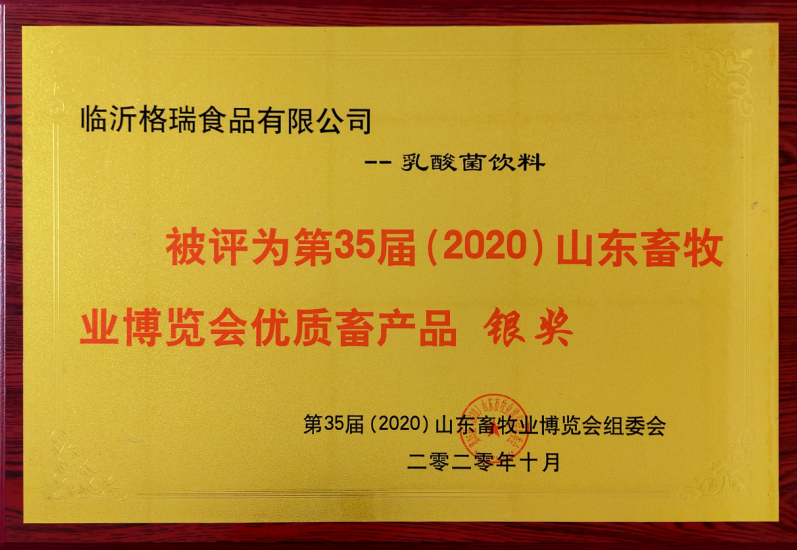 临沂格瑞食品有限公司
-- 乳酸菌饮料
被评为第35届(2020)山东畜牧
业博览会优质畜产品 银奖
第35届(2020)山东畜牧业博览会组委会
二零二零年十月